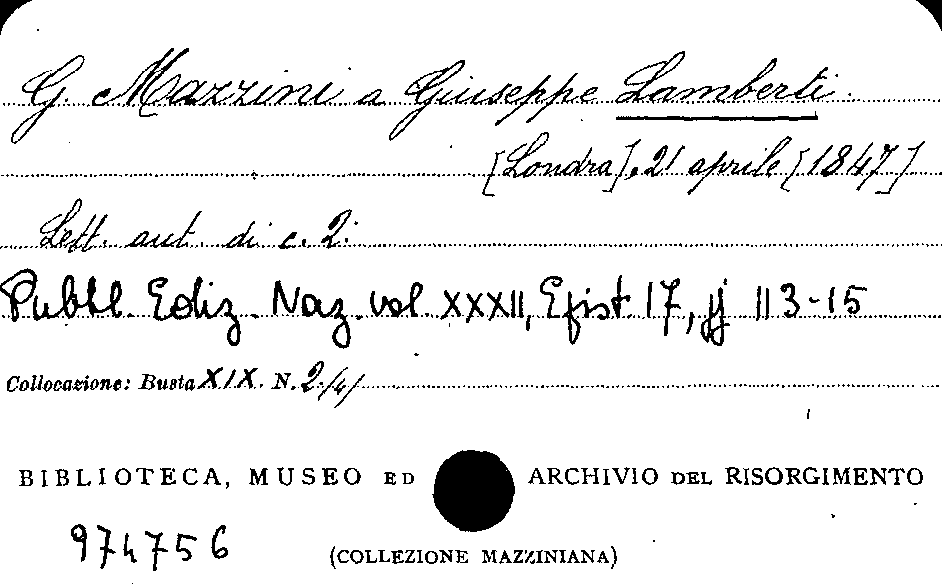 G. Mazzini a Giuseppe Lamberti.
[Londra], 21 aprile [1847]
Lett. aut. di c. 2.
Pubbl. Ediz. Naz. vol. XXXII, Epist. 17, pp 113-15
Collocazione: Busta XIX. N. 2/4/
BIBLIOTECA, MUSEO ED ARCHIVIO DEL RISORGIMENTO
974756
(COLLEZIONE MAZZINIANA)